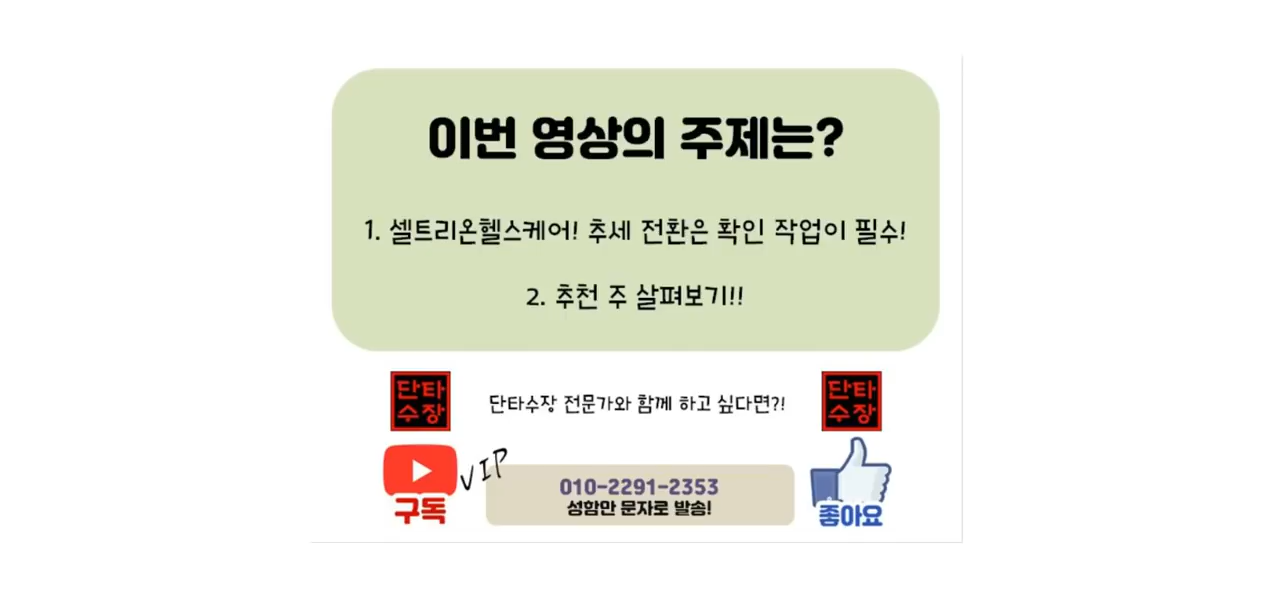 이번 영상의 주제는?
1. 셀트리온헬스케어! 추세 전환은 확인 작업이 필수!
2. 추천 주 살펴보기!!
단타
수장
단타수장 전문가와 함께 하고 싶다면?!
단타
수장
구독
VIP
010-2291-2353
성함만 문자로 발송!
좋아요